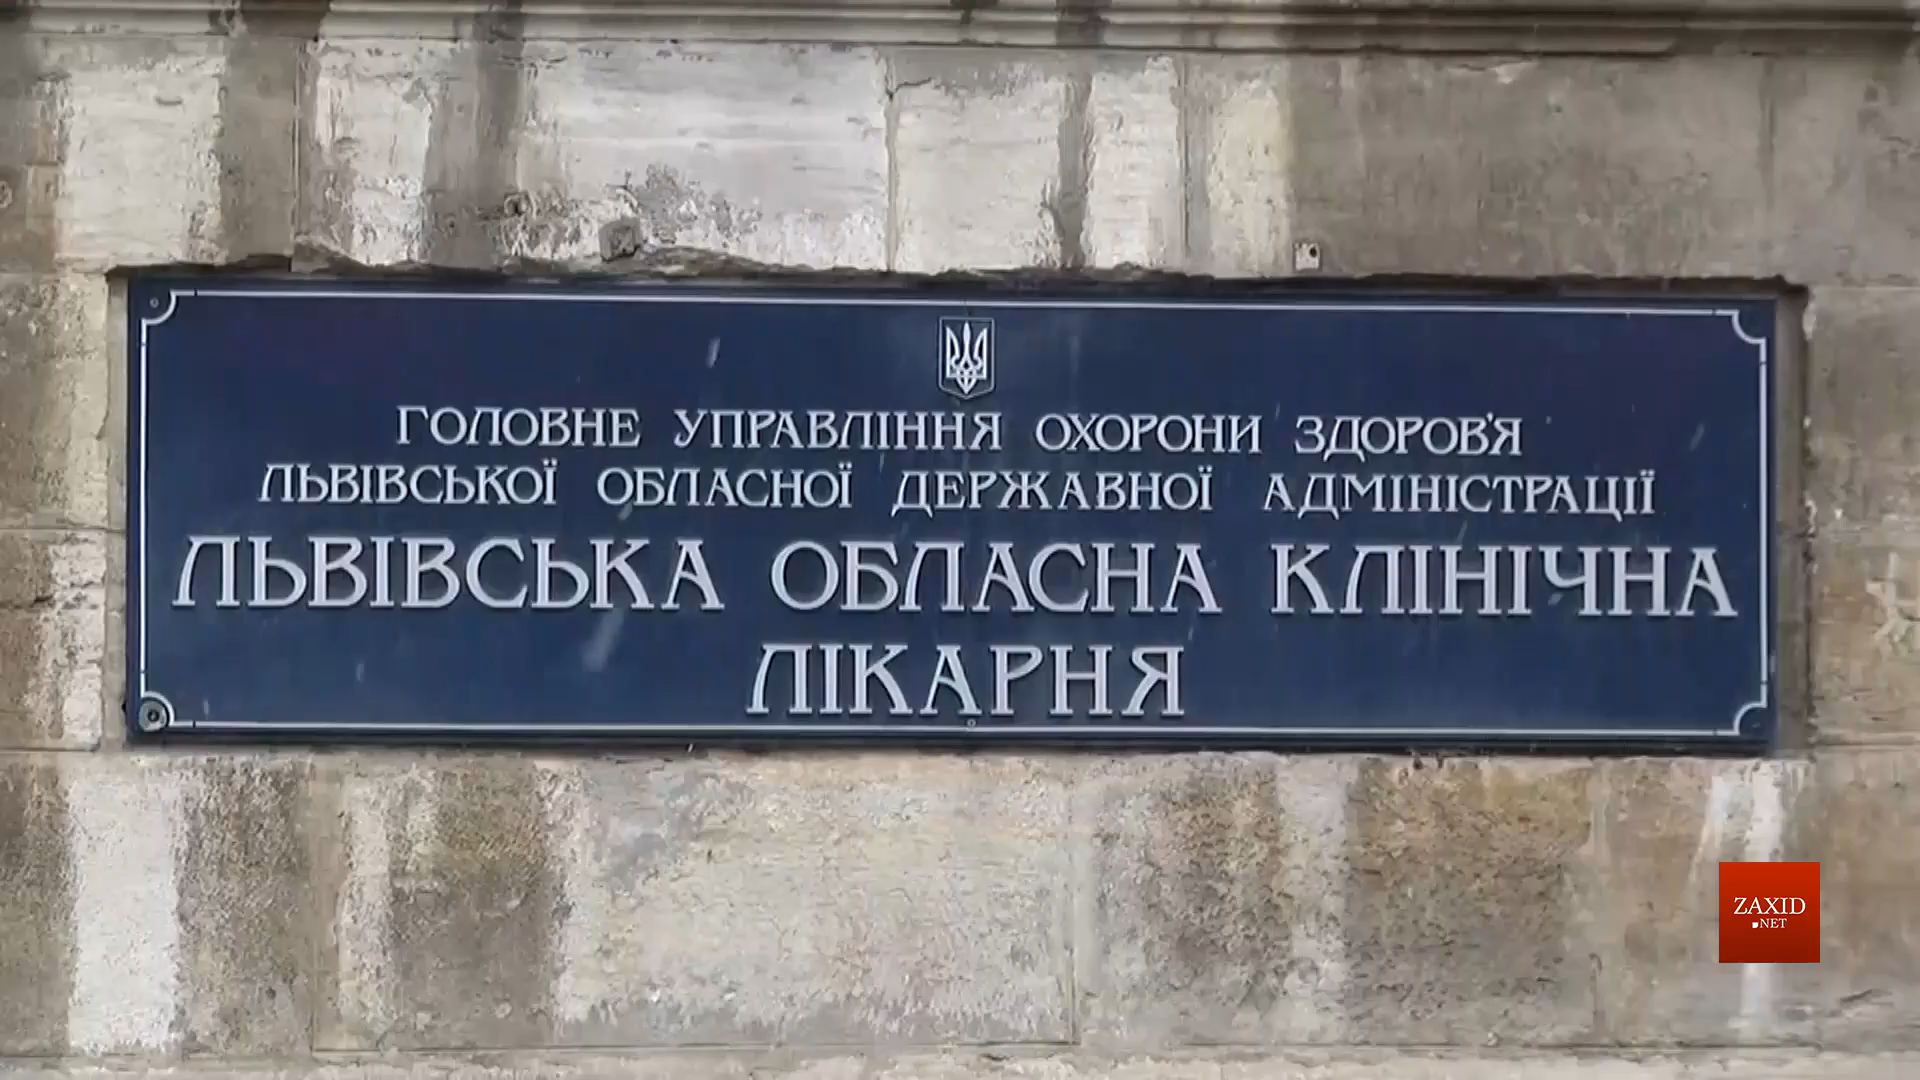 ГОЛОВНЕ УПРАВЛІННЯ ОХОРОНИ ЗДОРОВ'Я
ЛЬВІВСЬКОЇ ОБЛАСНОЇ ДЕРЖАВНОЇ АДМІНІСТРАЦІЇ
ЛЬВІВСЬКА ОБЛАСНА КЛІНІЧНА
ЛІКАРНЯ
ZAXID
.NET